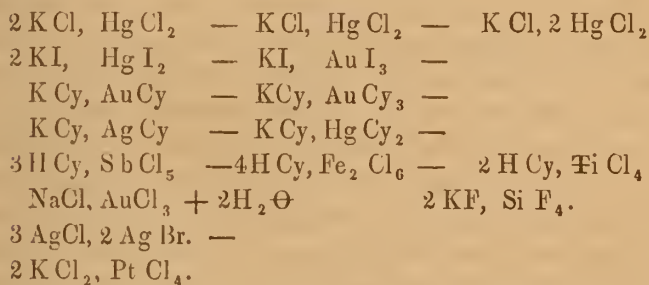 2 K Cl, Hg Cl₂ — K Cl, Hg Cl₂ — K Cl, 2 Hg Cl₂
2 KI, Hg I₂ — KI, Au I₃ —
K Cy, Au Cy — KCy, Au Cy₃ —
K Cy, Ag Cy — K Cy, Hg Cy₂ —
3 H Cy, Sb Cl₅ — 4 H Cy, Fe₂ Cl₆ — 2 H Cy, Ti Cl₄
NaCl, AuCl₃ + 2H₂Ɵ 2 KF, Si F₄.
3 AgCl, 2 Ag Br. —
2 K Cl₂, Pt Cl₄.